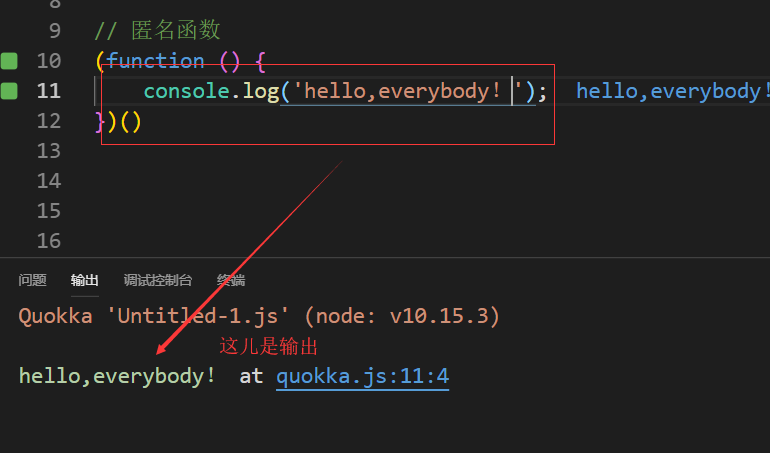 8
9 // 匿名函数
10 (function () {
11 console.log('hello,everybody! '); hello,everybody!
12 })()
13
14
15
16
问题 输出 调试控制台 终端
Quokka 'Untitled-1.js' (node: v10.15.3)
这儿是输出
hello,everybody! at quokka.js:11:4